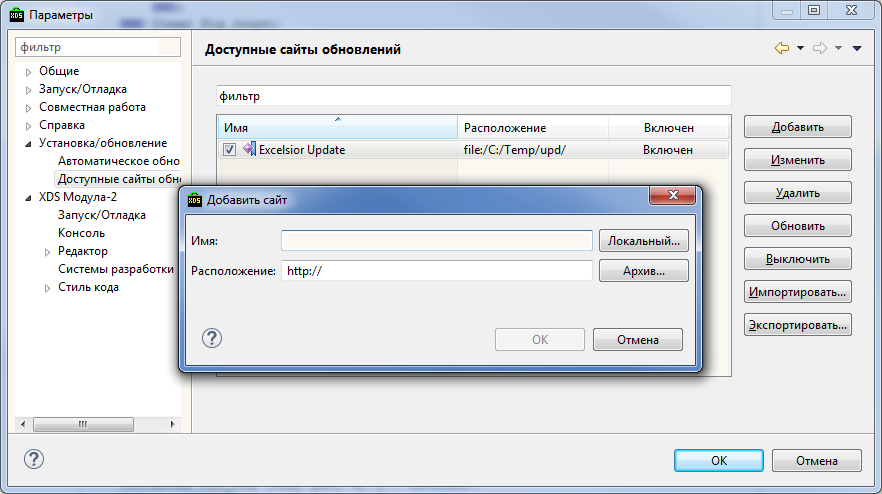 Параметры
фильтр
Общие
Запуск/Отладка
Совместная работа
Справка
Установка/обновление
Автоматическое обно
Доступные сайты обн
XDS Модула-2
Запуск/Отладка
Консоль
Редактор
Системы разработки
Стиль кода
Доступные сайты обновлений
фильтр
Имя Расположение Включен
Excelsior Update file:/C:/Temp/upd/ Включен
Добавить
Изменить
Удалить
Обновить
Выключить
Импортировать...
Экспортировать...
XDS Добавить сайт
Имя: Локальный...
Расположение: http:// Архив...
OK Отмена
OK Отмена